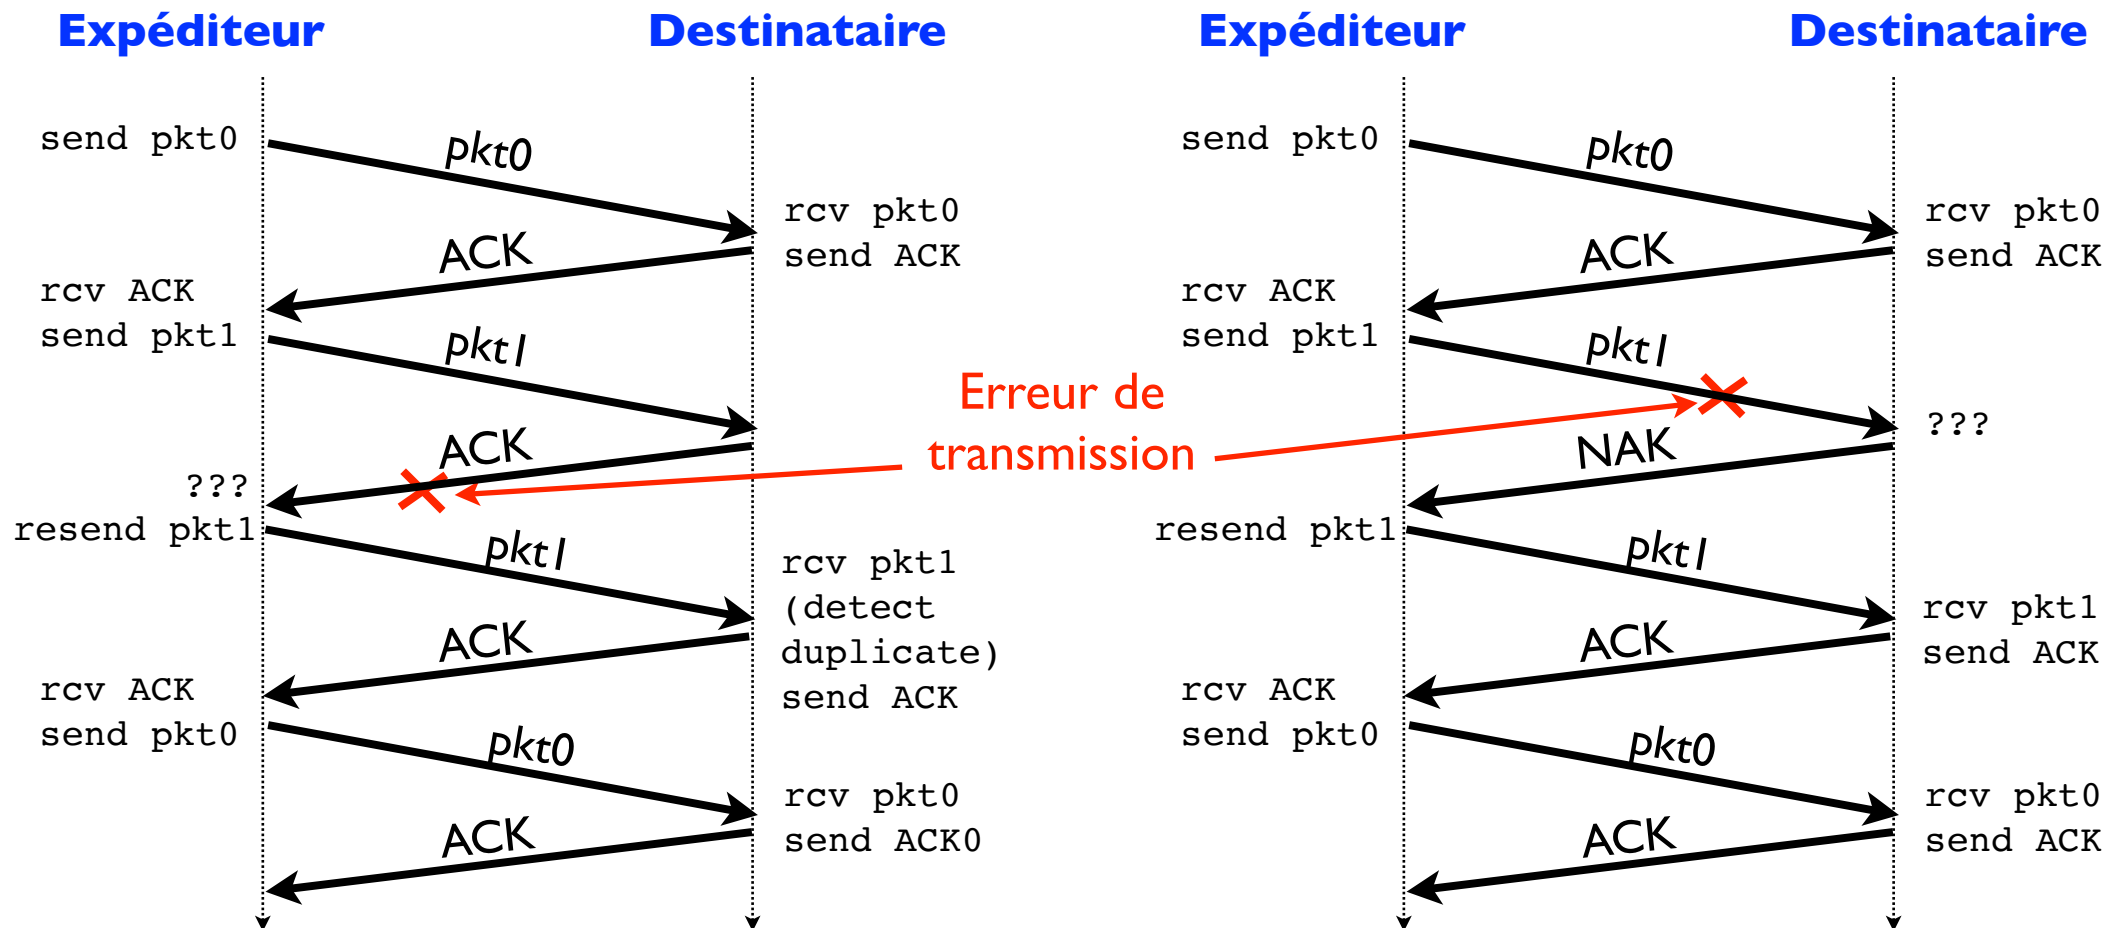 Expéditeur
Destinataire
send pkt0
pkt0
rcv pkt0
send ACK
ACK
rcv ACK
send pkt1
pkt1
ACK
???
resend pkt1
pkt1
rcv pkt1
(detect
duplicate)
send ACK
ACK
rcv ACK
send pkt0
pkt0
rcv pkt0
send ACK0
ACK
Erreur de
transmission
Expéditeur
Destinataire
send pkt0
pkt0
rcv pkt0
send ACK
ACK
rcv ACK
send pkt1
pkt1
???
NAK
resend pkt1
pkt1
rcv pkt1
send ACK
ACK
rcv ACK
send pkt0
pkt0
rcv pkt0
send ACK
ACK